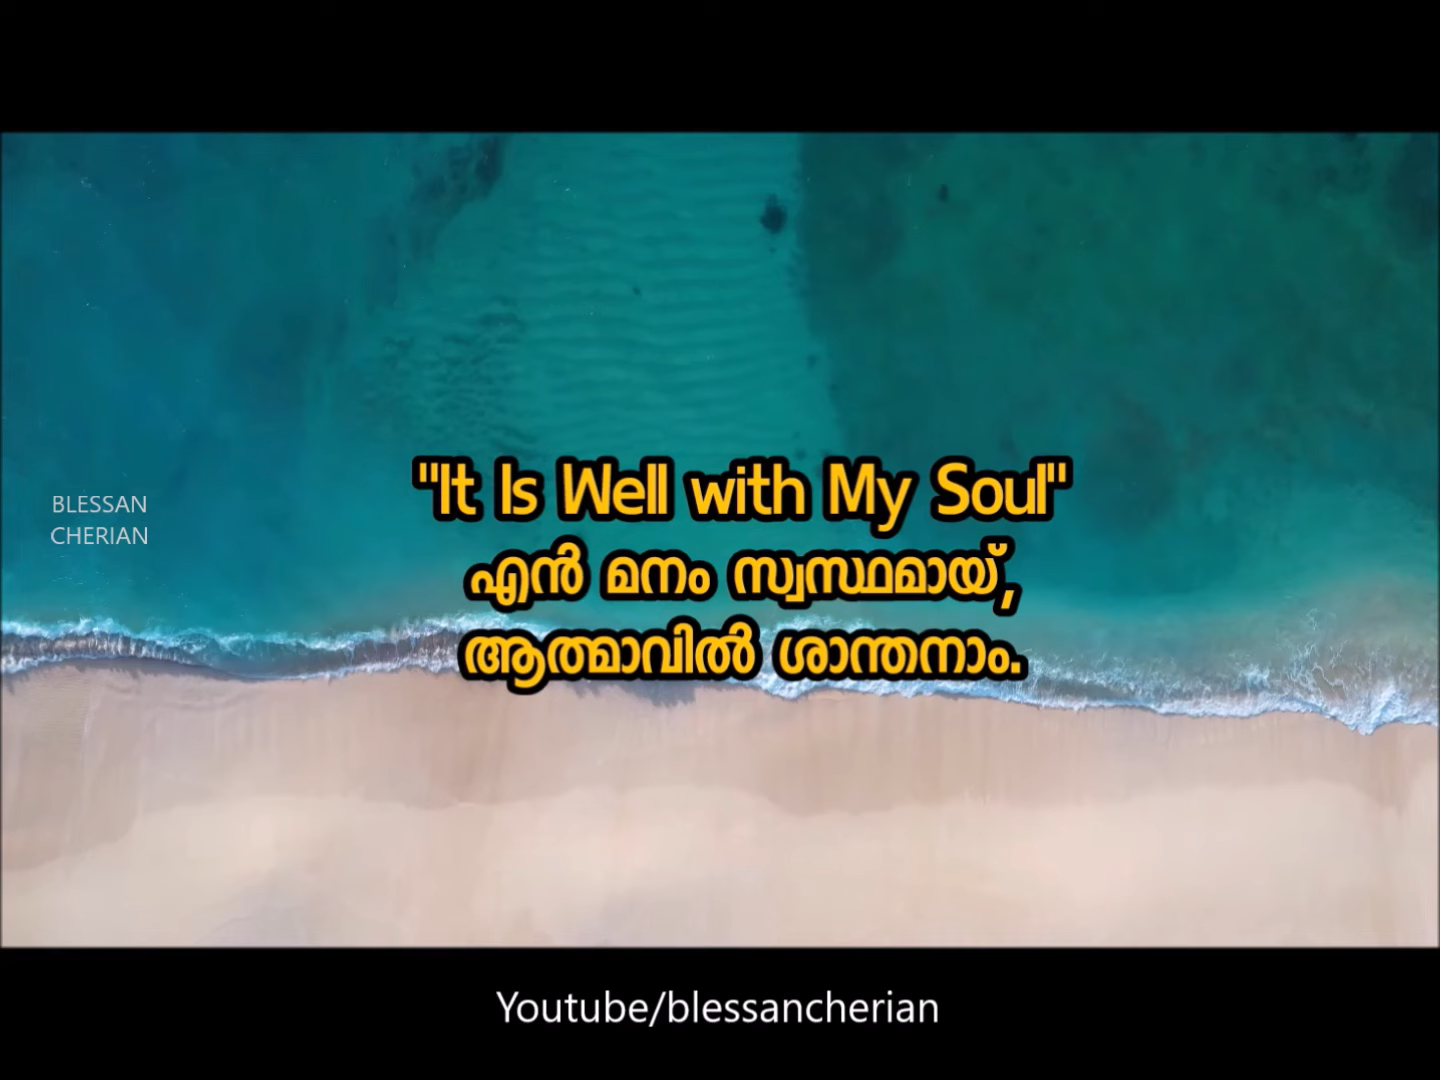 "It Is Well with My Soul"
എൻ മനം സ്വസ്ഥമായ്,
ആത്മാവിൽ ശാന്തനാം.
BLESSAN
CHERIAN
Youtube/blessancherian